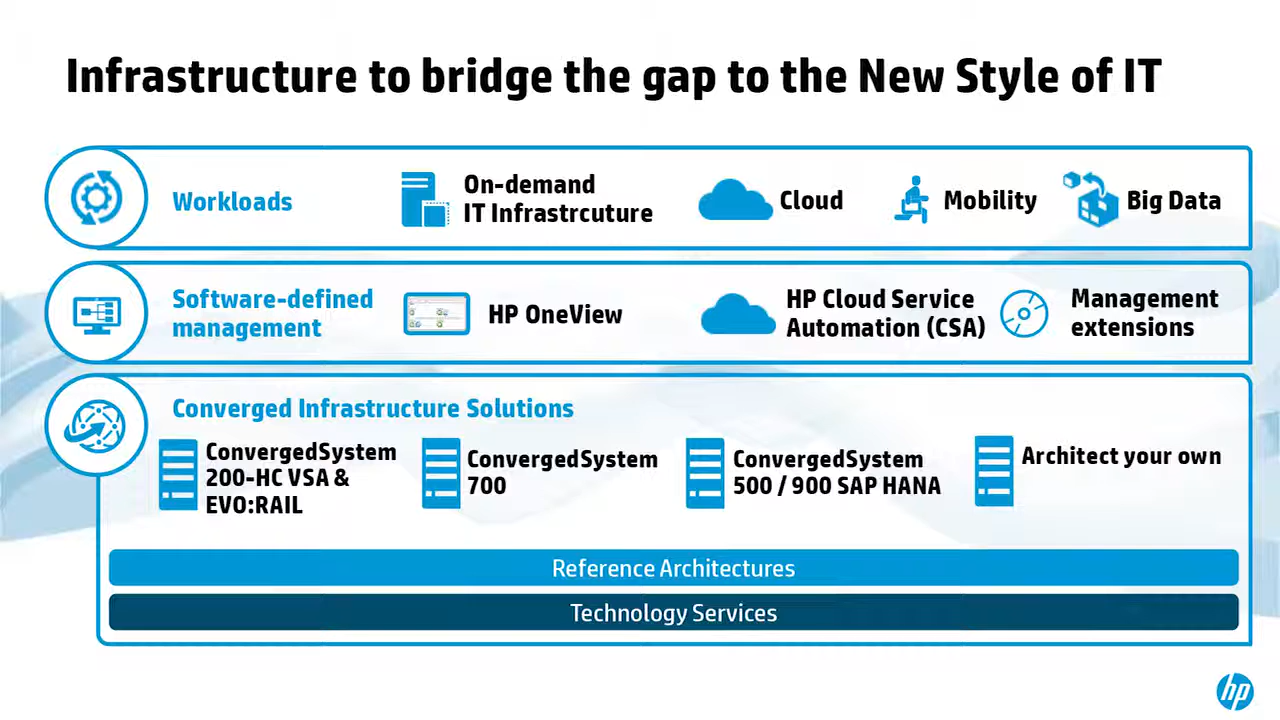 Infrastructure to bridge the gap to the New Style of IT
Workloads
On-demand
IT Infrastrcuture
Cloud
Mobility
Big Data
Software-defined
management
HP OneView
HP Cloud Service
Automation (CSA)
Management
extensions
Converged Infrastructure Solutions
ConvergedSystem
200-HC VSA &
EVO:RAIL
ConvergedSystem
700
ConvergedSystem
500 / 900 SAP HANA
Architect your own
Reference Architectures
Technology Services
hp